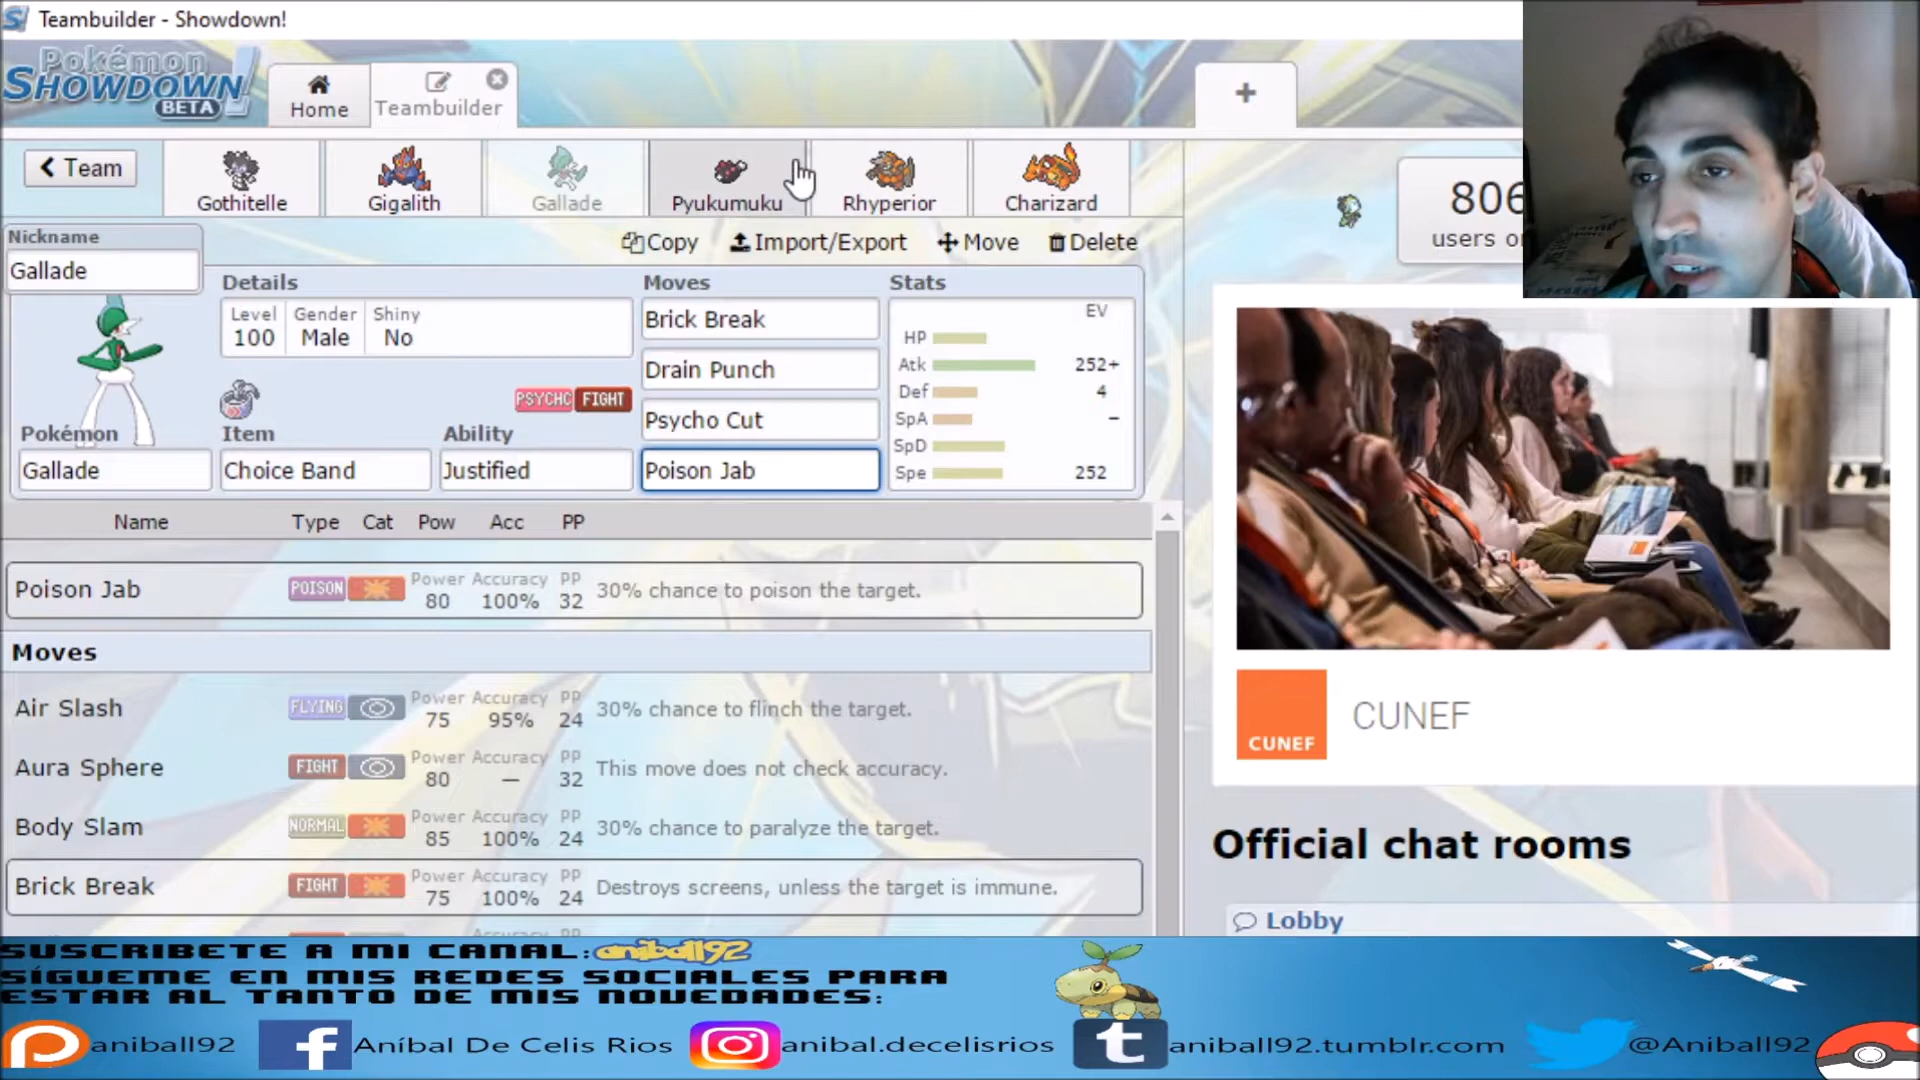 Teambuilder - Showdown!
Pokémon
SHOWDOWN!
BETA
Home
Teambuilder
+
Team
Gothitelle
Gigalith
Gallade
Pyukumuku
Rhyperior
Charizard
806
users o
Copy
Import/Export
Move
Delete
Nickname
Gallade
Details
Moves
Stats
Level
Gender
Shiny
100
Male
No
EV
Brick Break
Drain Punch
Psycho Cut
Poison Jab
HP
Atk 252+
Def 4
SpA −
SpD
Spe 252
PSYCHC FIGHT
Pokémon
Item
Ability
Gallade
Choice Band
Justified
Name Type Cat Pow Acc PP
Poison Jab POISON Power 80 Accuracy 100% PP 32 30% chance to poison the target.
Moves
Air Slash FLYING Power 75 Accuracy 95% PP 24 30% chance to flinch the target.
Aura Sphere FIGHT Power 80 Accuracy — PP 32 This move does not check accuracy.
Body Slam NORMAL Power 85 Accuracy 100% PP 24 30% chance to paralyze the target.
Brick Break FIGHT Power 75 Accuracy 100% PP 24 Destroys screens, unless the target is immune.
CUNEF
CUNEF
Official chat rooms
Lobby
SUSCRIBETE A MI CANAL: aniball92
SÍGUEME EN MIS REDES SOCIALES PARA
ESTAR AL TANTO DE MIS NOVEDADES:
aniball92
Aníbal De Celis Rios
anibal.decelisrios
aniball92.tumblr.com
@Aniball92